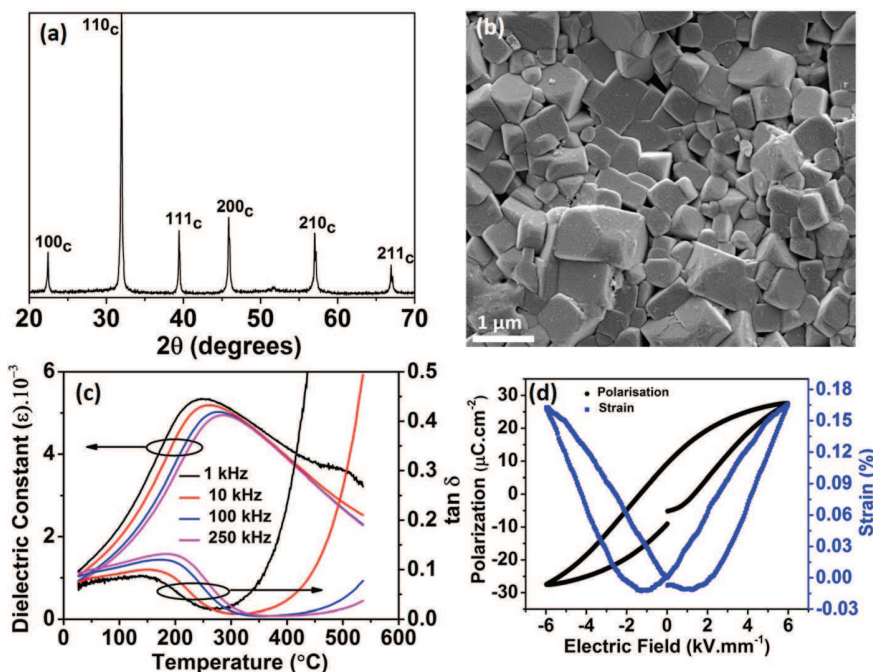 (a)
110C
100C
111C
200C
210C
211C
20 30 40 50 60 70
2θ (degrees)
(b)
1 µm
(c)
Dielectric Constant (ε).10⁻³
6
4
2
0
1 kHz
10 kHz
100 kHz
250 kHz
0.5
0.4
0.3
0.2
0.1
0.0
tan δ
0 100 200 300 400 500 600
Temperature (°C)
(d)
Polarization (µC.cm⁻²)
30
20
10
0
-10
-20
-30
Polarisation
Strain
0.18
0.15
0.12
0.09
0.06
0.03
0.00
-0.03
Strain (%)
-6 -4 -2 0 2 4 6
Electric Field (kV.mm⁻¹)